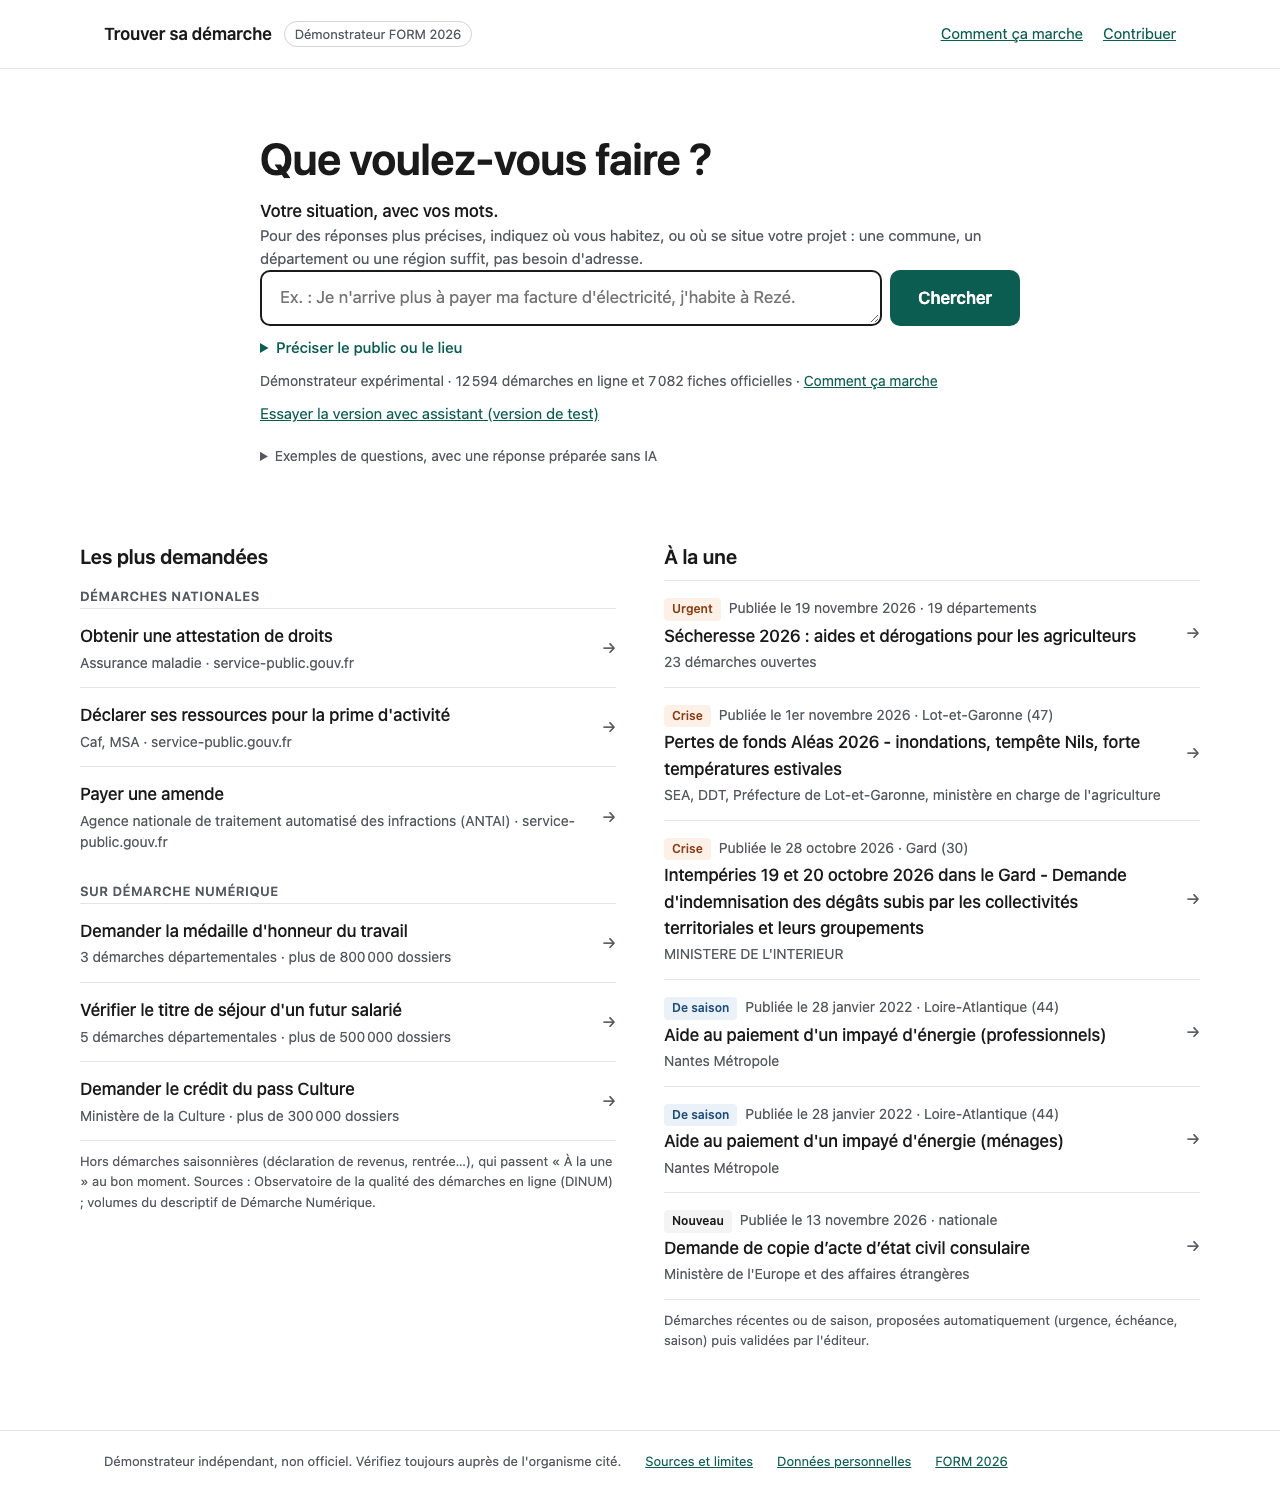 Trouver sa démarche
Démonstrateur FORM 2026
Comment ça marche
Contribuer
Que voulez-vous faire ?
Votre situation, avec vos mots.
Pour des réponses plus précises, indiquez où vous habitez, ou où se situe votre projet : une commune, un
département ou une région suffit, pas besoin d'adresse.
Ex. : Je n'arrive plus à payer ma facture d'électricité, j'habite à Rezé.
Chercher
Préciser le public ou le lieu
Démonstrateur expérimental · 12 594 démarches en ligne et 7 082 fiches officielles · Comment ça marche
Essayer la version avec assistant (version de test)
Exemples de questions, avec une réponse préparée sans IA
Les plus demandées
DÉMARCHES NATIONALES
Obtenir une attestation de droits
Assurance maladie · service-public.gouv.fr
Déclarer ses ressources pour la prime d'activité
Caf, MSA · service-public.gouv.fr
Payer une amende
Agence nationale de traitement automatisé des infractions (ANTAI) · service-
public.gouv.fr
SUR DÉMARCHE NUMÉRIQUE
Demander la médaille d'honneur du travail
3 démarches départementales · plus de 800 000 dossiers
Vérifier le titre de séjour d'un futur salarié
5 démarches départementales · plus de 500 000 dossiers
Demander le crédit du pass Culture
Ministère de la Culture · plus de 300 000 dossiers
Hors démarches saisonnières (déclaration de revenus, rentrée…), qui passent « À la une
» au bon moment. Sources : Observatoire de la qualité des démarches en ligne (DINUM)
; volumes du descriptif de Démarche Numérique.
À la une
Urgent Publiée le 19 novembre 2026 · 19 départements
Sécheresse 2026 : aides et dérogations pour les agriculteurs
23 démarches ouvertes
Crise Publiée le 1er novembre 2026 · Lot-et-Garonne (47)
Pertes de fonds Aléas 2026 - inondations, tempête Nils, forte
températures estivales
SEA, DDT, Préfecture de Lot-et-Garonne, ministère en charge de l'agriculture
Crise Publiée le 28 octobre 2026 · Gard (30)
Intempéries 19 et 20 octobre 2026 dans le Gard - Demande
d'indemnisation des dégâts subis par les collectivités
territoriales et leurs groupements
MINISTERE DE L'INTERIEUR
De saison Publiée le 28 janvier 2022 · Loire-Atlantique (44)
Aide au paiement d'un impayé d'énergie (professionnels)
Nantes Métropole
De saison Publiée le 28 janvier 2022 · Loire-Atlantique (44)
Aide au paiement d'un impayé d'énergie (ménages)
Nantes Métropole
Nouveau Publiée le 13 novembre 2026 · nationale
Demande de copie d’acte d’état civil consulaire
Ministère de l'Europe et des affaires étrangères
Démarches récentes ou de saison, proposées automatiquement (urgence, échéance,
saison) puis validées par l'éditeur.
Démonstrateur indépendant, non officiel. Vérifiez toujours auprès de l'organisme cité.
Sources et limites
Données personnelles
FORM 2026